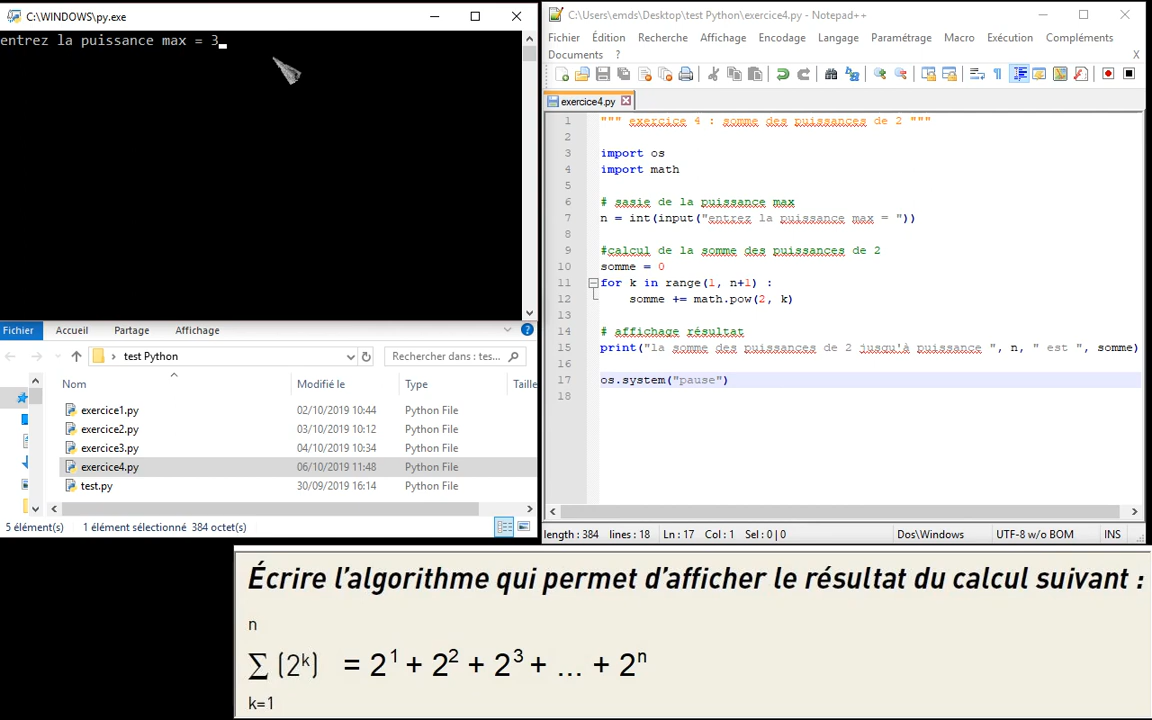 C:\WINDOWS\py.exe
entrez la puissance max = 3
C:\Users\emds\Desktop\test Python\exercice4.py - Notepad++
Fichier Édition Recherche Affichage Encodage Langage Paramétrage Macro Exécution Compléments
Documents ? X
exercice4.py
1 """ exercice 4 : somme des puissances de 2 """
2
3 import os
4 import math
5
6 # sasie de la puissance max
7 n = int(input("entrez la puissance max = "))
8
9 #calcul de la somme des puissances de 2
10 somme = 0
11 for k in range(1, n+1) :
12 somme += math.pow(2, k)
13
14 # affichage résultat
15 print("la somme des puissances de 2 jusqu'à puissance ", n, " est ", somme)
16
17 os.system("pause")
18
length : 384 lines : 18 Ln : 17 Col : 1 Sel : 0 | 0 Dos\Windows UTF-8 w/o BOM INS
Fichier Accueil Partage Affichage
test Python Rechercher dans : tes...
Nom Modifié le Type Taille
exercice1.py 02/10/2019 10:44 Python File
exercice2.py 03/10/2019 10:12 Python File
exercice3.py 04/10/2019 10:34 Python File
exercice4.py 06/10/2019 11:48 Python File
test.py 30/09/2019 16:14 Python File
5 élément(s) 1 élément sélectionné 384 octet(s)
Écrire l'algorithme qui permet d'afficher le résultat du calcul suivant :
n
∑ (2ᵏ) = 2¹ + 2² + 2³ + ... + 2ⁿ
k=1